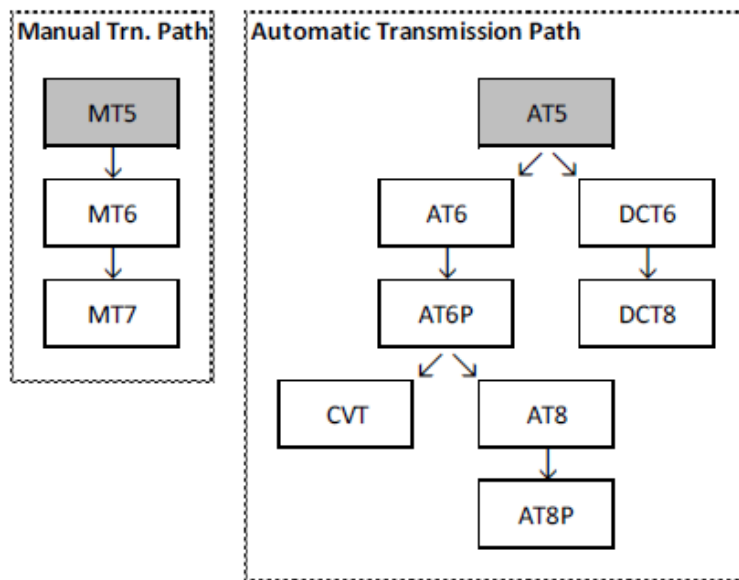 Manual Trn. Path
Automatic Transmission Path
MT5
AT5
MT6
AT6
DCT6
MT7
AT6P
DCT8
CVT
AT8
AT8P